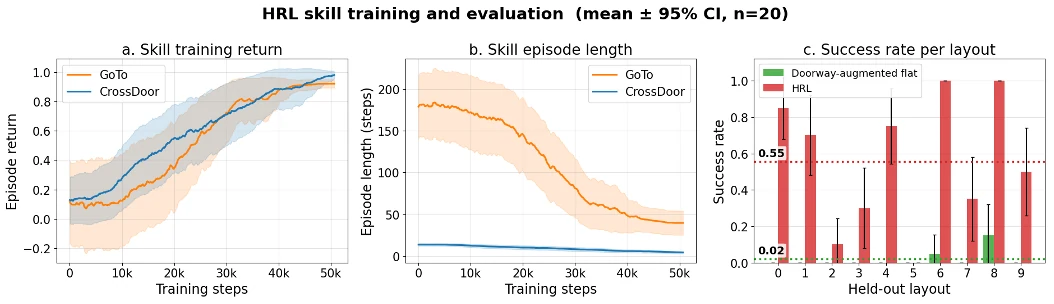 HRL skill training and evaluation (mean ± 95% CI, n=20)
a. Skill training return
Episode return
1.0
0.8
0.6
0.4
0.2
0.0
−0.2
GoTo
CrossDoor
0
10k
20k
30k
40k
50k
Training steps
b. Skill episode length
Episode length (steps)
200
150
100
50
0
GoTo
CrossDoor
0
10k
20k
30k
40k
50k
Training steps
c. Success rate per layout
Success rate
1.0
0.8
0.6
0.4
0.2
0.0
Doorway-augmented flat
HRL
0.55
0.02
0
1
2
3
4
5
6
7
8
9
Held-out layout